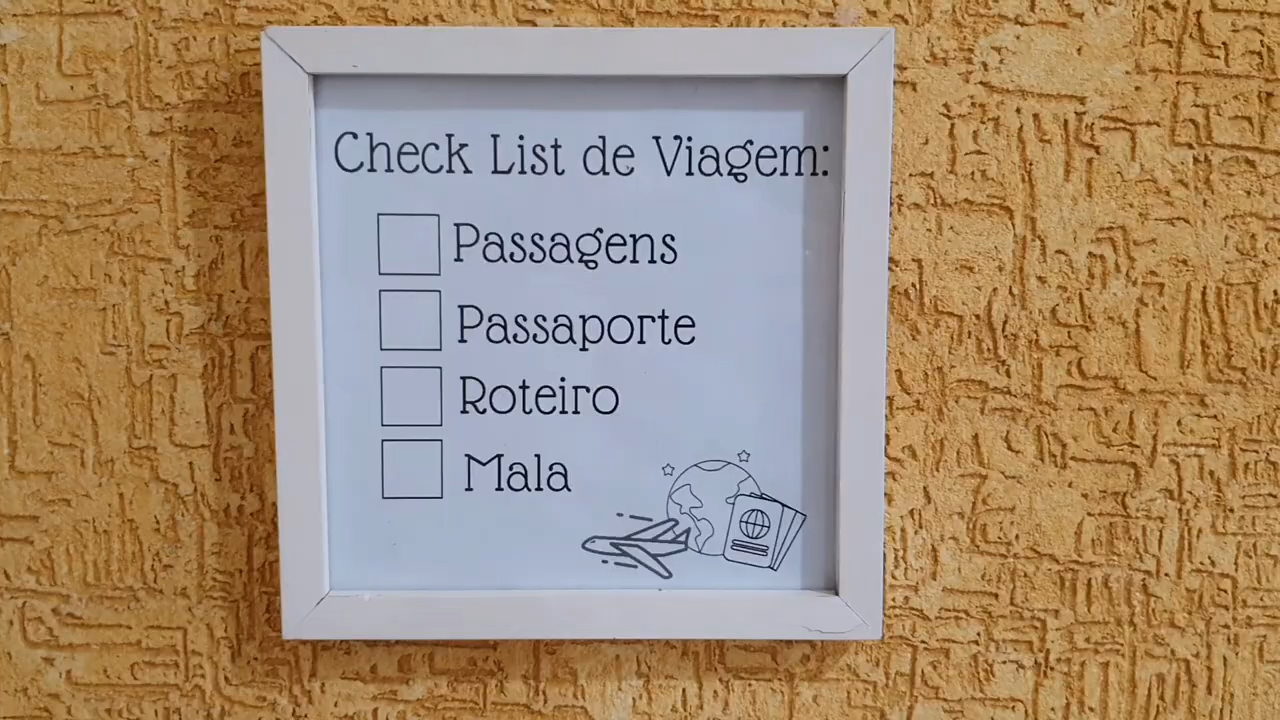 Check List de Viagem:
Passagens
Passaporte
Roteiro
Mala